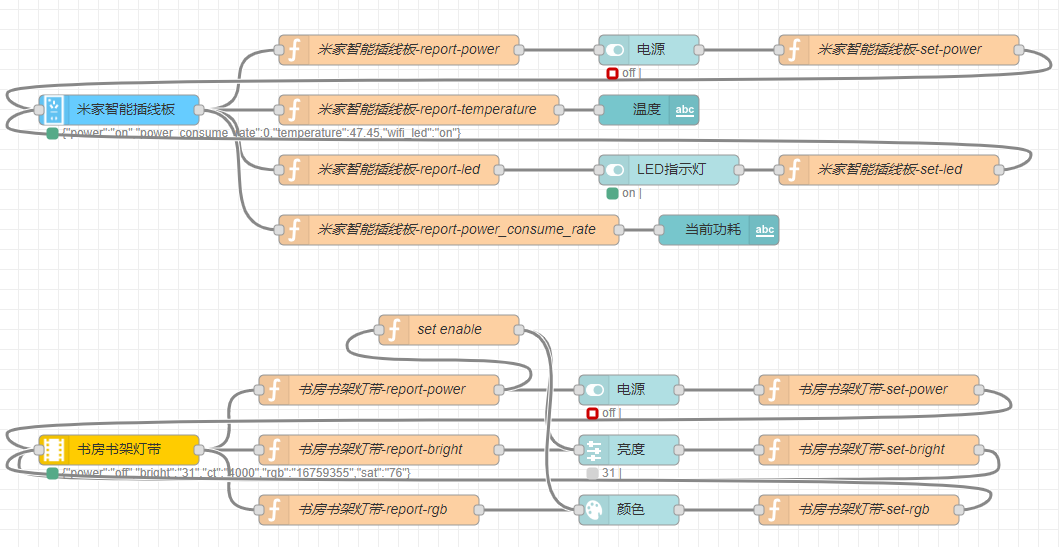 米家智能插线板-report-power
电源
米家智能插线板-set-power
off |
米家智能插线板
米家智能插线板-report-temperature
温度
abc
{"power":"on","power_consume_rate":0,"temperature":47.45,"wifi_led":"on"}
米家智能插线板-report-led
LED指示灯
米家智能插线板-set-led
on |
米家智能插线板-report-power_consume_rate
当前功耗
abc
set enable
书房书架灯带-report-power
电源
书房书架灯带-set-power
off |
书房书架灯带
书房书架灯带-report-bright
亮度
书房书架灯带-set-bright
{"power":"off","bright":"31","ct":"4000","rgb":"16759355","sat":"76"}
31 |
书房书架灯带-report-rgb
颜色
书房书架灯带-set-rgb